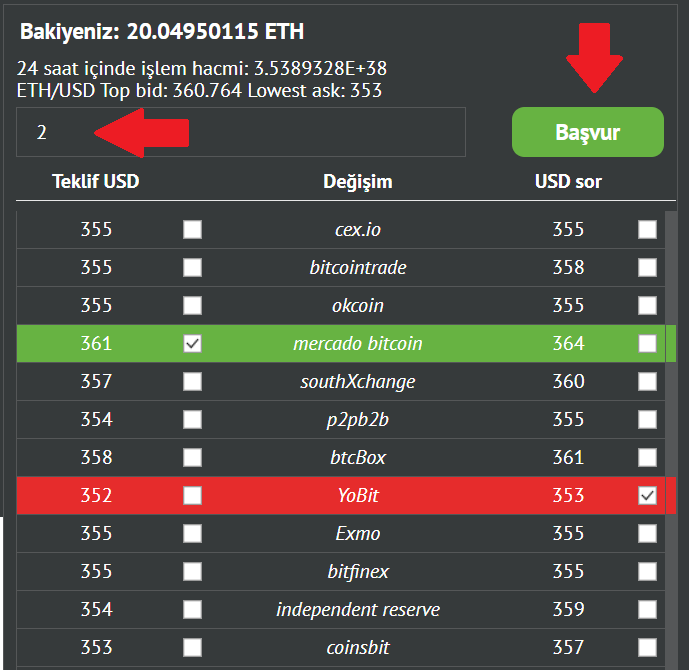 Bakiyeniz: 20.04950115 ETH
24 saat içinde işlem hacmi: 3.5389328E+38
ETH/USD Top bid: 360.764 Lowest ask: 353
2 Başvur
Teklif USD Değişim USD sor
355 cex.io 355
355 bitcointrade 358
355 okcoin 355
361 mercado bitcoin 364
357 southXchange 360
354 p2pb2b 355
358 btcBox 361
352 YoBit 353
355 Exmo 355
355 bitfinex 355
354 independent reserve 359
353 coinsbit 357